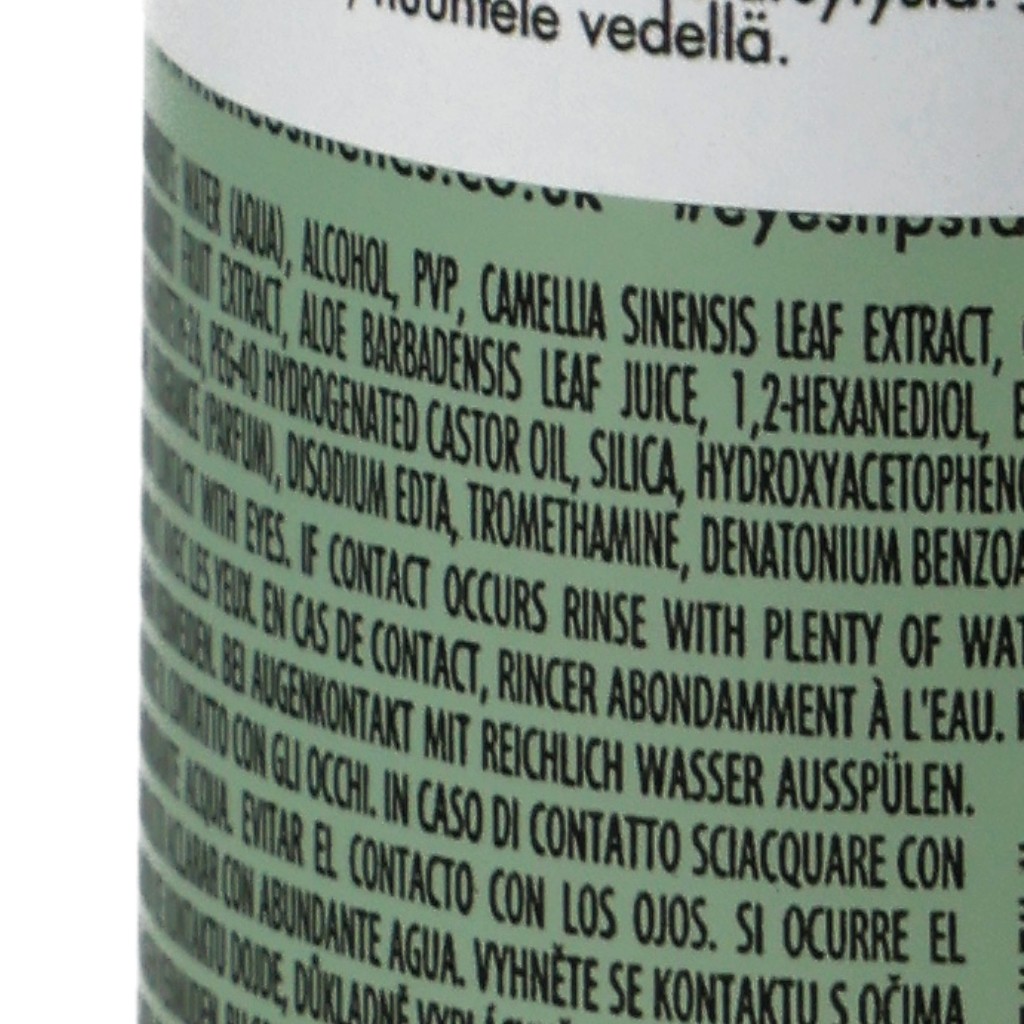 vedellä.
WATER (AQUA), ALCOHOL, PVP, CAMELLIA SINENSIS LEAF EXTRACT,
FRUIT EXTRACT, ALOE BARBADENSIS LEAF JUICE, 1,2-HEXANEDIOL,
PEG-40 HYDROGENATED CASTOR OIL, SILICA, HYDROXYACETOPHENO
(PARFUM), DISODIUM EDTA, TROMETHAMINE, DENATONIUM BENZOA
WITH EYES. IF CONTACT OCCURS RINSE WITH PLENTY OF WAT
LES YEUX. EN CAS DE CONTACT, RINCER ABONDAMMENT À L'EAU.
BEI AUGENKONTAKT MIT REICHLICH WASSER AUSSPÜLEN.
CONTATTO CON GLI OCCHI. IN CASO DI CONTATTO SCIACQUARE CON
ACQUA. EVITAR EL CONTACTO CON LOS OJOS. SI OCURRE EL
ACLARAR CON ABUNDANTE AGUA. VYHNĚTE SE KONTAKTU S OČIMA
DOJDE, DŮKLADNĚ